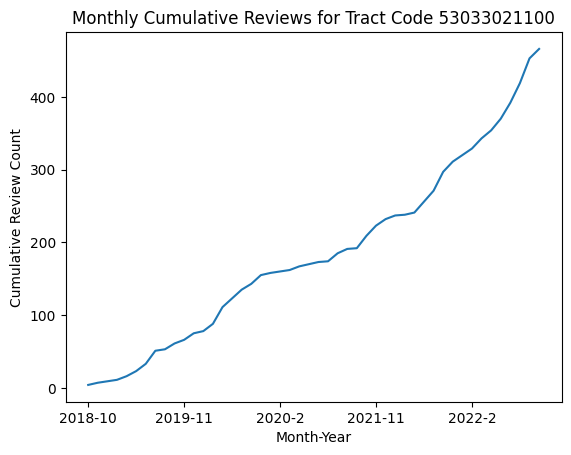 Monthly Cumulative Reviews for Tract Code 53033021100
Cumulative Review Count
400
300
200
100
0
2018-10 2019-11 2020-2 2021-11 2022-2
Month-Year